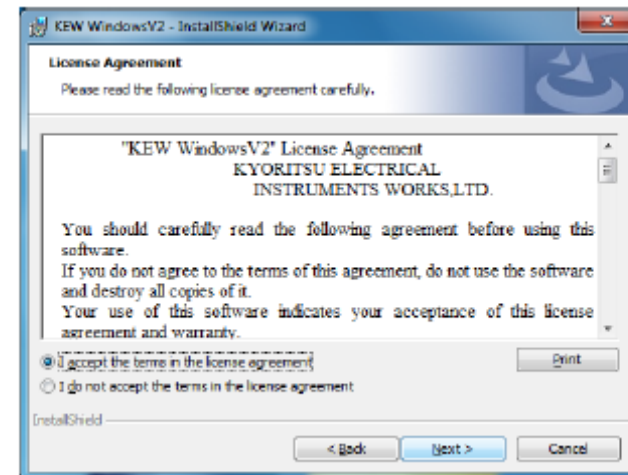 KEW WindowsV2 - InstallShield Wizard
License Agreement
Please read the following license agreement carefully.
"KEW WindowsV2" License Agreement
KYORITSU ELECTRICAL
INSTRUMENTS WORKS,LTD.
You should carefully read the following agreement before using this
software.
If you do not agree to the terms of this agreement, do not use the software
and destroy all copies of it.
Your use of this software indicates your acceptance of this license
agreement and warranty.
I accept the terms in the license agreement
Print
I do not accept the terms in the license agreement
InstallShield
< Back
Next >
Cancel